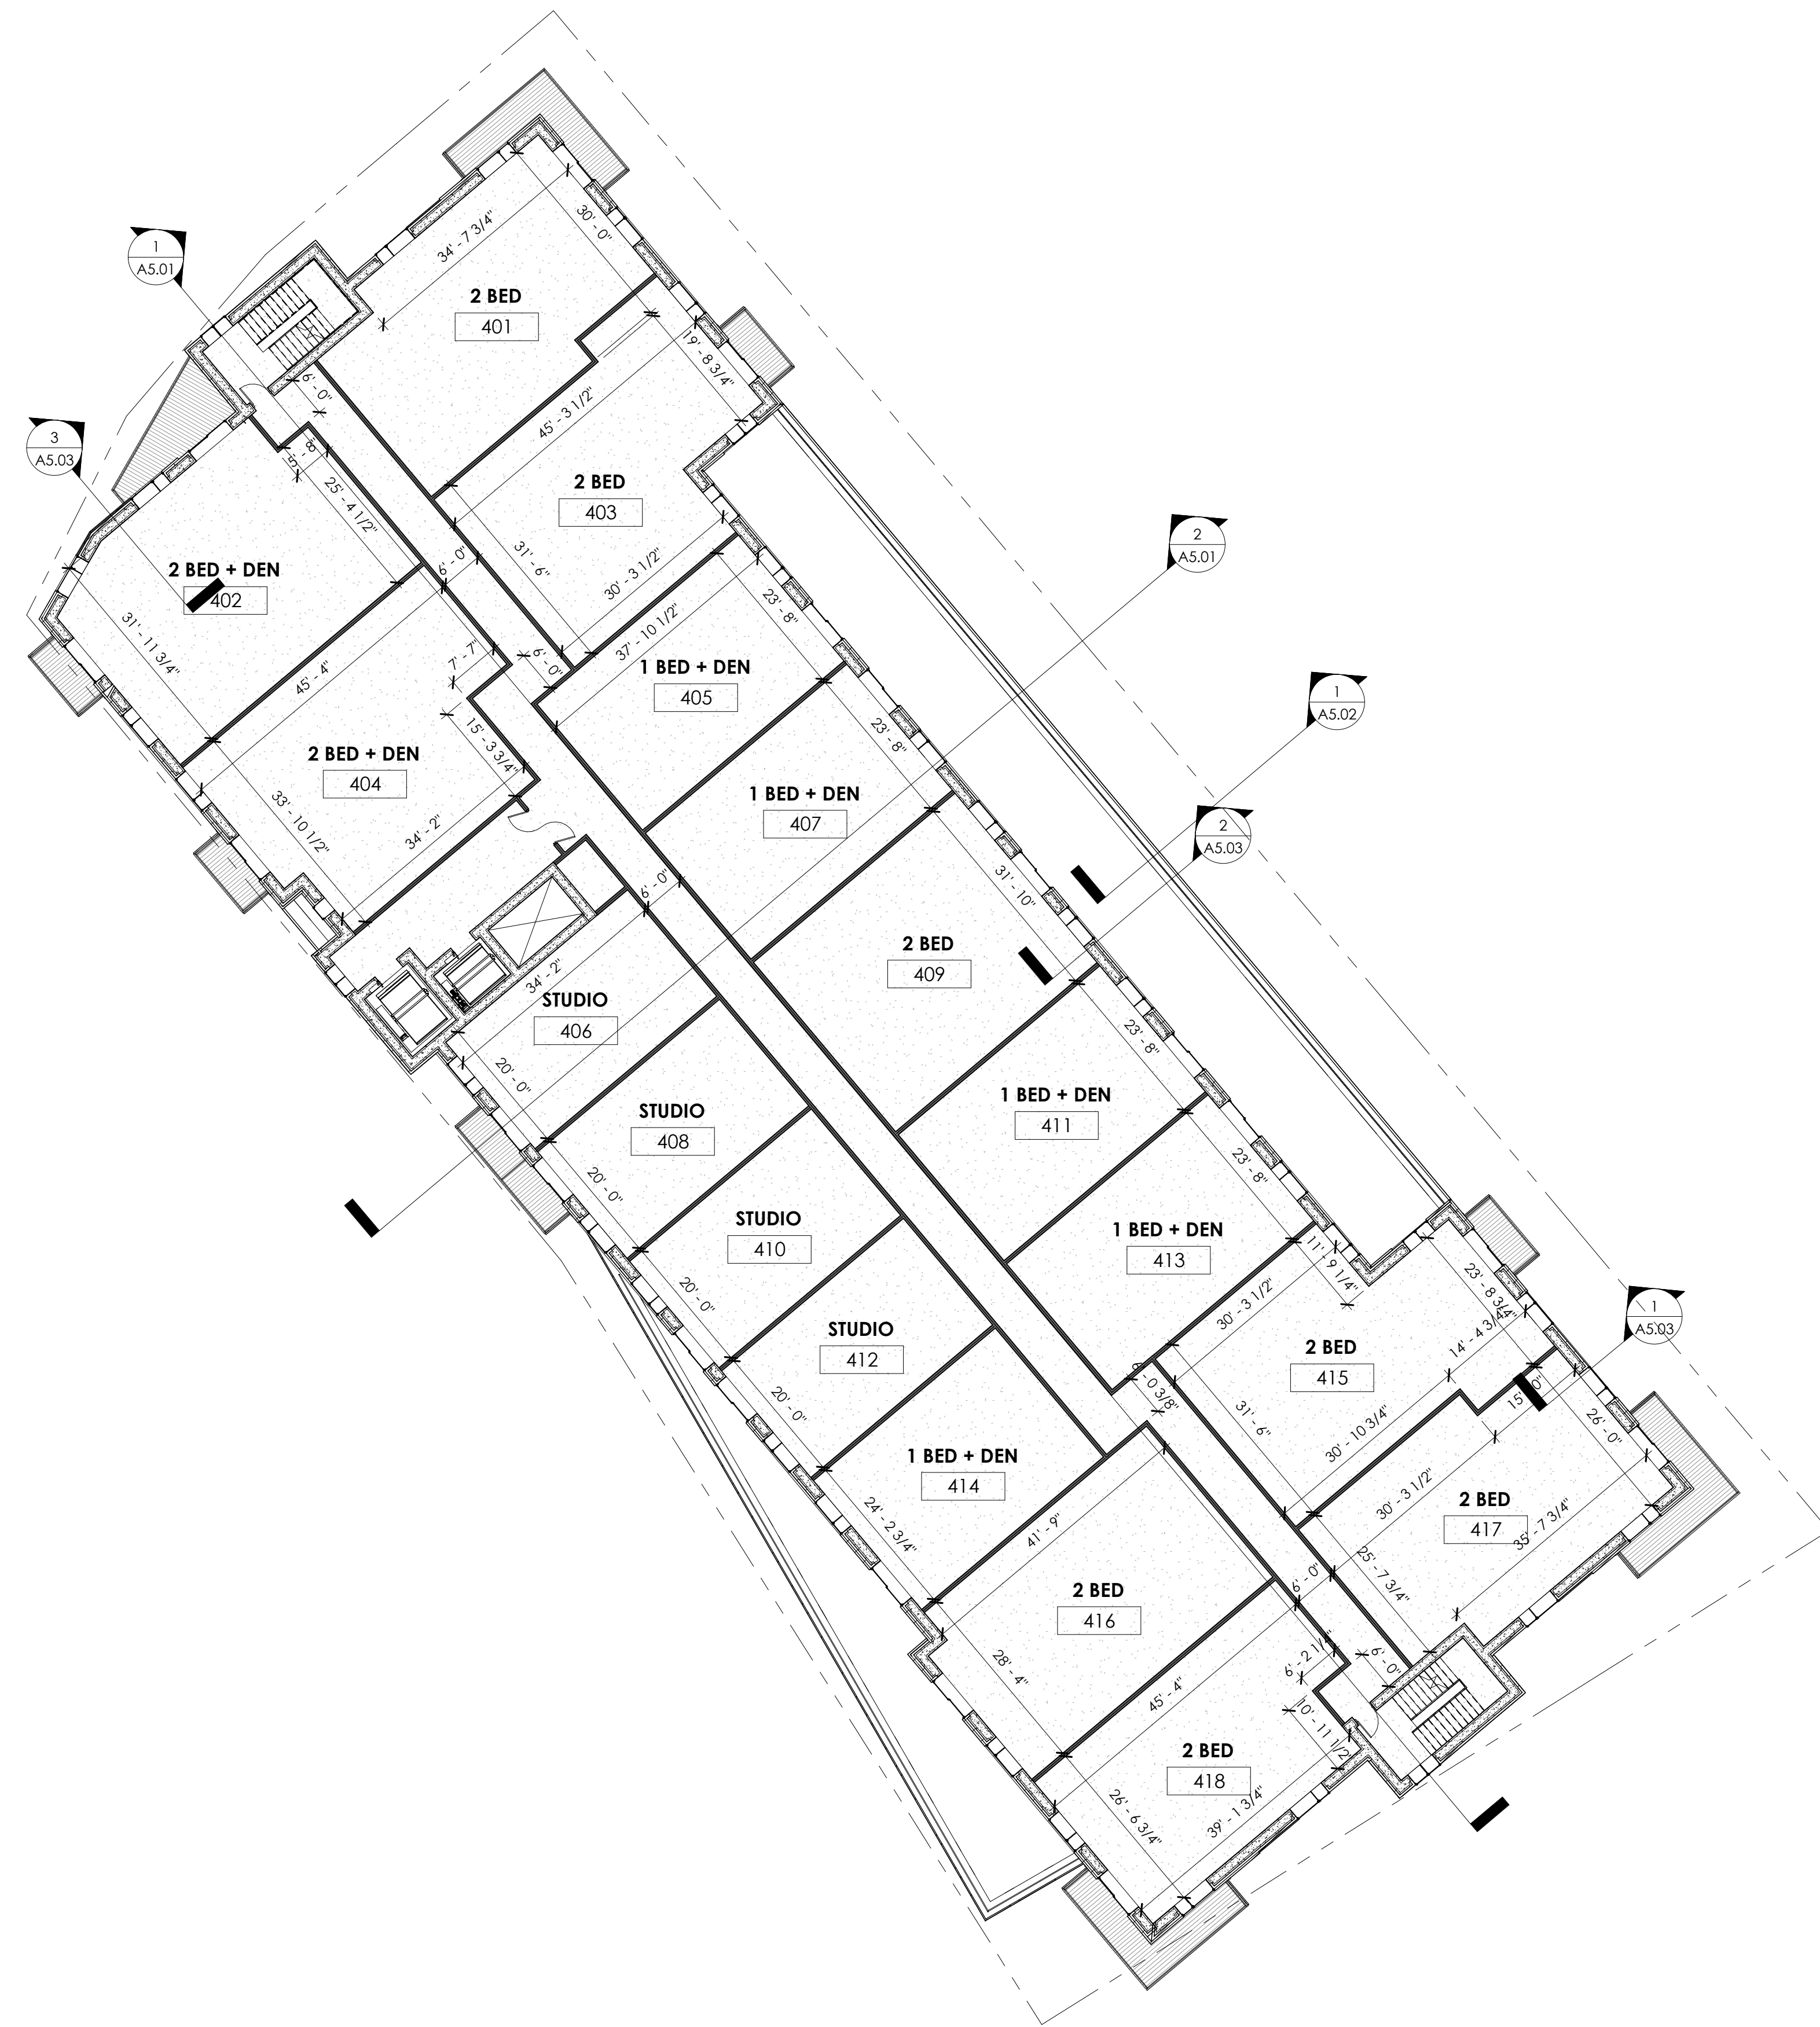 30' - 0"
34' - 7 3/4"
1
A5.01
2 BED
401
19' - 8 3/4"
6' - 0"
45' - 3 1/2"
3
A5.03
25' - 4 1/2"
2 BED
403
2
A5.01
31' - 6"
30' - 3 1/2"
6' - 0"
2 BED + DEN
402
23' - 8"
37' - 10 1/2"
31' - 11 3/4"
45' - 4"
7' - 7"
6' - 0"
1 BED + DEN
405
1
A5.02
23' - 8"
15' - 3 3/4"
2 BED + DEN
404
1 BED + DEN
407
33' - 10 1/2"
34' - 2"
2
A5.03
6' - 0"
31' - 10"
2 BED
409
34' - 2"
STUDIO
406
23' - 8"
20' - 0"
1 BED + DEN
411
STUDIO
408
20' - 0"
23' - 8"
STUDIO
410
1 BED + DEN
413
20' - 0"
11' - 9 1/4"
30' - 3 1/2"
23' - 8 3/4"
14' - 4 3/4"
1
A5.03
STUDIO
412
2 BED
415
20' - 0"
31' - 6"
30' - 10 3/4"
26' - 0"
1 BED + DEN
414
30' - 3 1/2"
2 BED
417
35' - 7 3/4"
24' - 2 3/4"
41' - 9"
25' - 7 3/4"
6' - 0"
2 BED
416
28' - 4"
6' - 2 1/4"
6' - 0"
45' - 4"
10' - 11 1/2"
2 BED
418
26' - 6 3/4"
39' - 1 3/4"